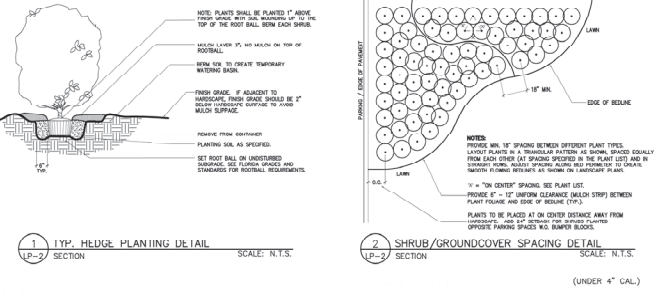 NOTE: PLANTS SHALL BE PLANTED 1" ABOVE
FINISH GRADE WITH SOIL MOUNDING UP TO THE
TOP OF THE ROOT BALL. BERM EACH SHRUB.
MULCH LAYER 3", NO MULCH ON TOP OF
ROOTBALL.
BERM SOIL TO CREATE TEMPORARY
WATERING BASIN.
FINISH GRADE. IF ADJACENT TO
HARDSCAPE, FINISH GRADE SHOULD BE 2"
BELOW HARDSCAPE SURFACE TO AVOID
MULCH SLIPPAGE.
REMOVE FROM CONTAINER
PLANTING SOIL AS SPECIFIED.
SET ROOT BALL ON UNDISTURBED
SUBGRADE. SEE FLORIDA GRADES AND
STANDARDS FOR ROOTBALL REQUIREMENTS.
6"
TYP.
1
LP-2
TYP. HEDGE PLANTING DETAIL
SECTION
SCALE: N.T.S.
PARKING / EDGE OF PAVEMENT
LAWN
18" MIN.
EDGE OF BEDLINE
NOTES:
PROVIDE MIN. 18" SPACING BETWEEN DIFFERENT PLANT TYPES.
LAYOUT PLANTS IN A TRIANGULAR PATTERN AS SHOWN, SPACED EQUALLY
FROM EACH OTHER (AT SPACING SPECIFIED IN THE PLANT LIST) AND IN
STRAIGHT ROWS. ADJUST SPACING ALONG BED PERIMETER TO CREATE
SMOOTH FLOWING BEDLINES AS SHOWN ON LANDSCAPE PLANS.
'X' = "ON CENTER" SPACING. SEE PLANT LIST.
PROVIDE 6" - 12" UNIFORM CLEARANCE (MULCH STRIP) BETWEEN
PLANT FOLIAGE AND EDGE OF BEDLINE (TYP.).
PLANTS TO BE PLACED AT ON CENTER DISTANCE AWAY FROM
HARDSCAPE. ADD 24" SETBACK FOR SHRUBS PLANTED
OPPOSITE PARKING SPACES W.O. BUMPER BLOCKS.
LAWN
O.C.
2
LP-2
SHRUB/GROUNDCOVER SPACING DETAIL
SECTION
SCALE: N.T.S.
(UNDER 4" CAL.)